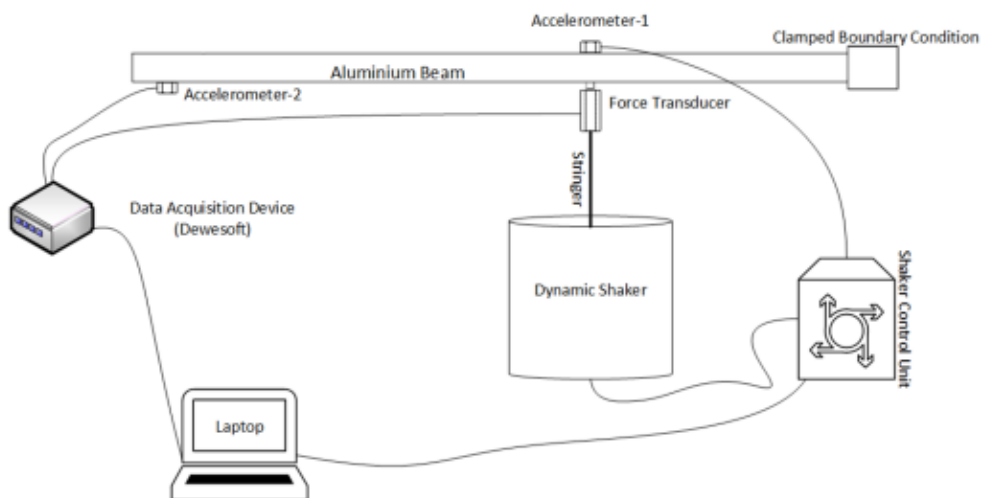 Accelerometer-1
Clamped Boundary Condition
Aluminium Beam
Accelerometer-2
Force Transducer
Stringer
Data Acquisition Device
(Dewesoft)
Dynamic Shaker
Shaker Control Unit
Laptop